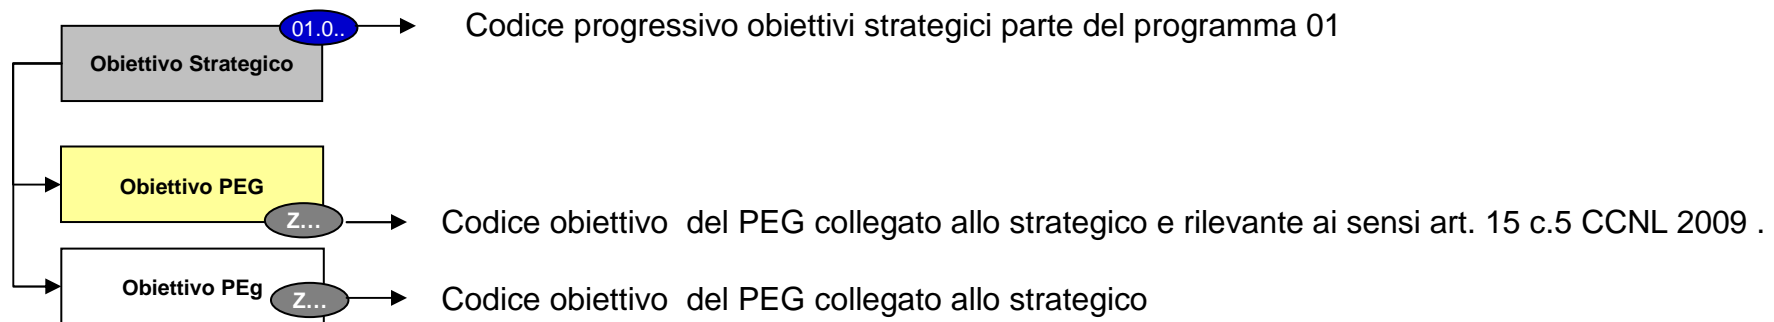 01.0..
Codice progressivo obiettivi strategici parte del programma 01
Obiettivo Strategico
Obiettivo PEG
Z...
Codice obiettivo del PEG collegato allo strategico e rilevante ai sensi art. 15 c.5 CCNL 2009 .
Obiettivo PEg
Z...
Codice obiettivo del PEG collegato allo strategico